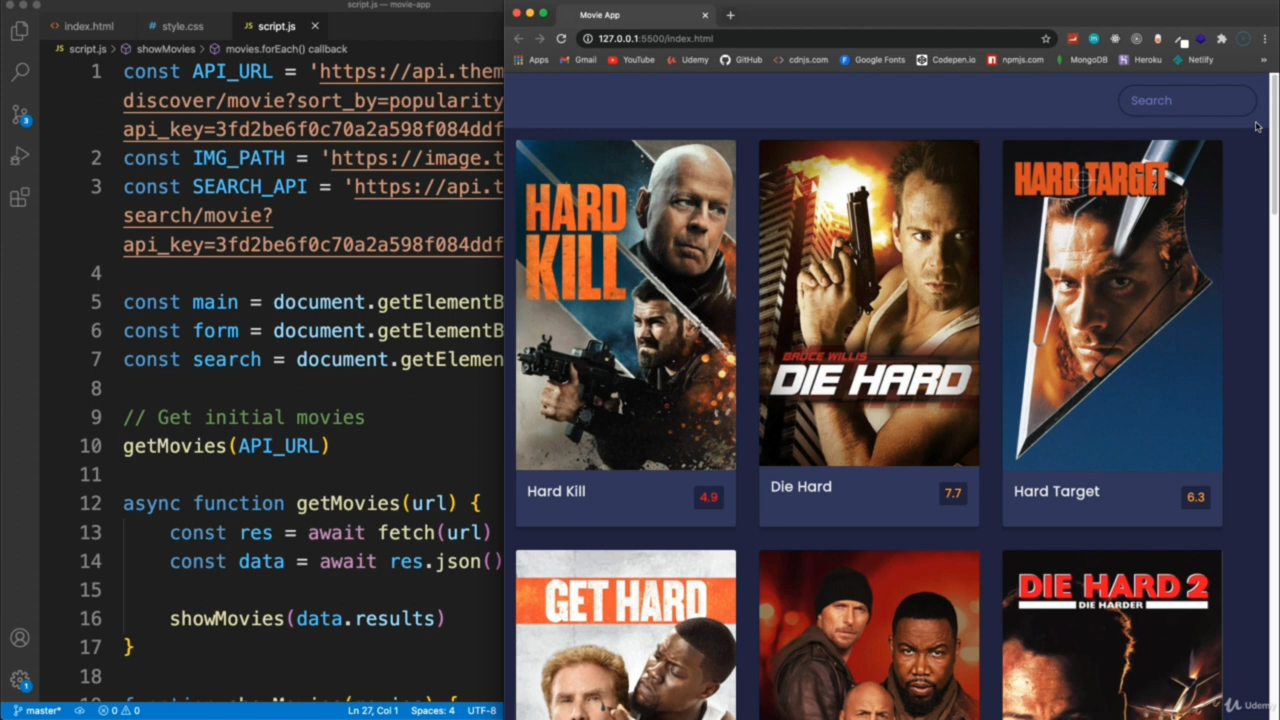 script.js — movie-app
index.html
style.css
script.js
script.js > showMovies > movies.forEach() callback
1 const API_URL = 'https://api.them
discover/movie?sort_by=popularity
api_key=3fd2be6f0c70a2a598f084ddf
2 const IMG_PATH = 'https://image.t
3 const SEARCH_API = 'https://api.t
search/movie?
api_key=3fd2be6f0c70a2a598f084ddf
4
5 const main = document.getElementB
6 const form = document.getElementB
7 const search = document.getElemen
8
9 // Get initial movies
10 getMovies(API_URL)
11
12 async function getMovies(url) {
13 const res = await fetch(url)
14 const data = await res.json()
15
16 showMovies(data.results)
17 }
18
3
1
master*
0 0
Ln 27, Col 1
Spaces: 4
UTF-8
Movie App
127.0.0.1:5500/index.html
Apps
Gmail
YouTube
Udemy
GitHub
cdnjs.com
Google Fonts
Codepen.io
npmjs.com
MongoDB
Heroku
Netlify
Search
HARD
KILL
Hard Kill
4.9
BRUCE WILLIS
DIE HARD
Die Hard
7.7
HARD TARGET
Hard Target
6.3
GET HARD
DIE HARD 2
DIE HARDER
Udemy